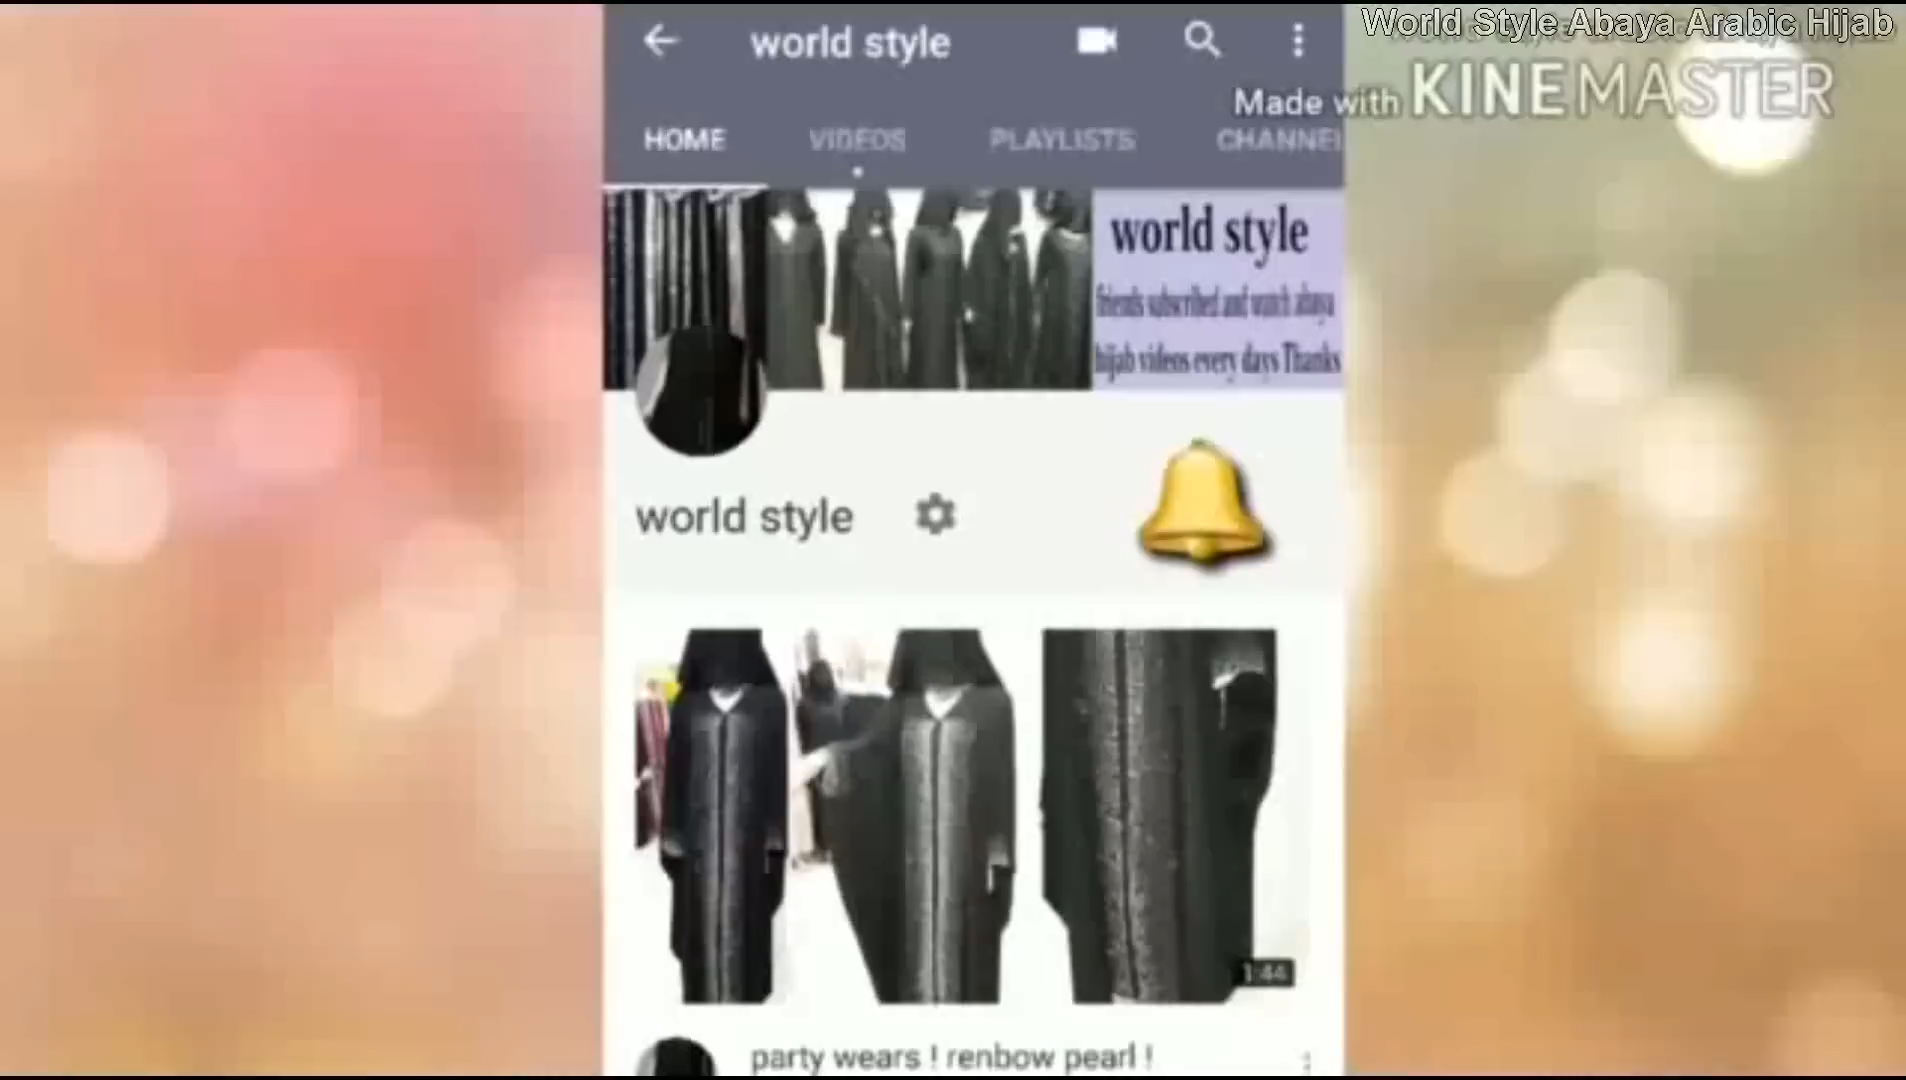 World Style Abaya Arabic Hijab
world style
Made with KINEMASTER
HOME VIDEOS PLAYLISTS CHANNEL
world style
friends subscribed and watch abaya
hijab videos every days Thanks
world style
1:44
party wears ! renbow pearl !